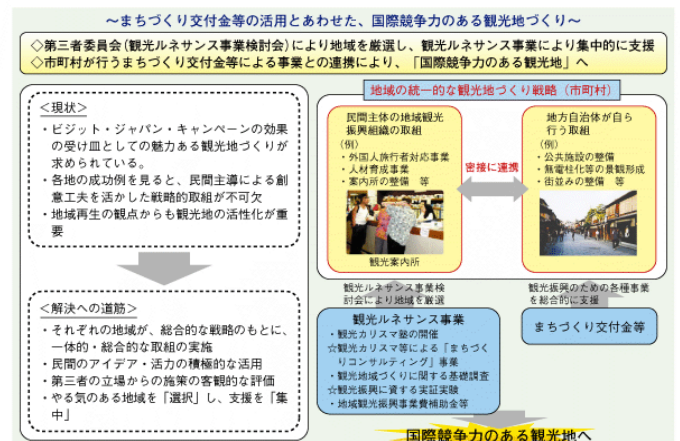 ～まちづくり交付金等の活用とあわせた、国際競争力のある観光地づくり～
◇第三者委員会（観光ルネサンス事業検討会）により地域を厳選し、観光ルネサンス事業により集中的に支援
◇市町村が行うまちづくり交付金等による事業との連携により、「国際競争力のある観光地」へ
＜現状＞
・ビジット・ジャパン・キャンペーンの効果
の受け皿としての魅力ある観光地づくりが
求められている。
・各地の成功例を見ると、民間主導による創
意工夫を活かした戦略的取組が不可欠
・地域再生の観点からも観光地の活性化が重
要
＜解決への道筋＞
・それぞれの地域が、総合的な戦略のもとに、
一体的・総合的な取組の実施
・民間のアイデア・活力の積極的な活用
・第三者の立場からの施策の客観的な評価
・やる気のある地域を「選択」し、支援を「集
中」
地域の統一的な観光地づくり戦略（市町村）
民間主体の地域観光
振興組織の取組
（例）
・外国人旅行者対応事業
・人材育成事業
・案内所の整備 等
観光案内所
密接に連携
地方自治体が自ら
行う取組
（例）
・公共施設の整備
・無電柱化等の景観形成
・街並みの整備 等
観光ルネサンス事業検
討会により地域を厳選
観光振興のための各種事業
を総合的に支援
観光ルネサンス事業
・観光カリスマ塾の開催
☆観光カリスマ等による「まちづく
りコンサルティング」事業
・観光地域づくりに関する基礎調査
☆観光振興に資する実証実験
・地域観光振興事業費補助金等
まちづくり交付金等
国際競争力のある観光地へ